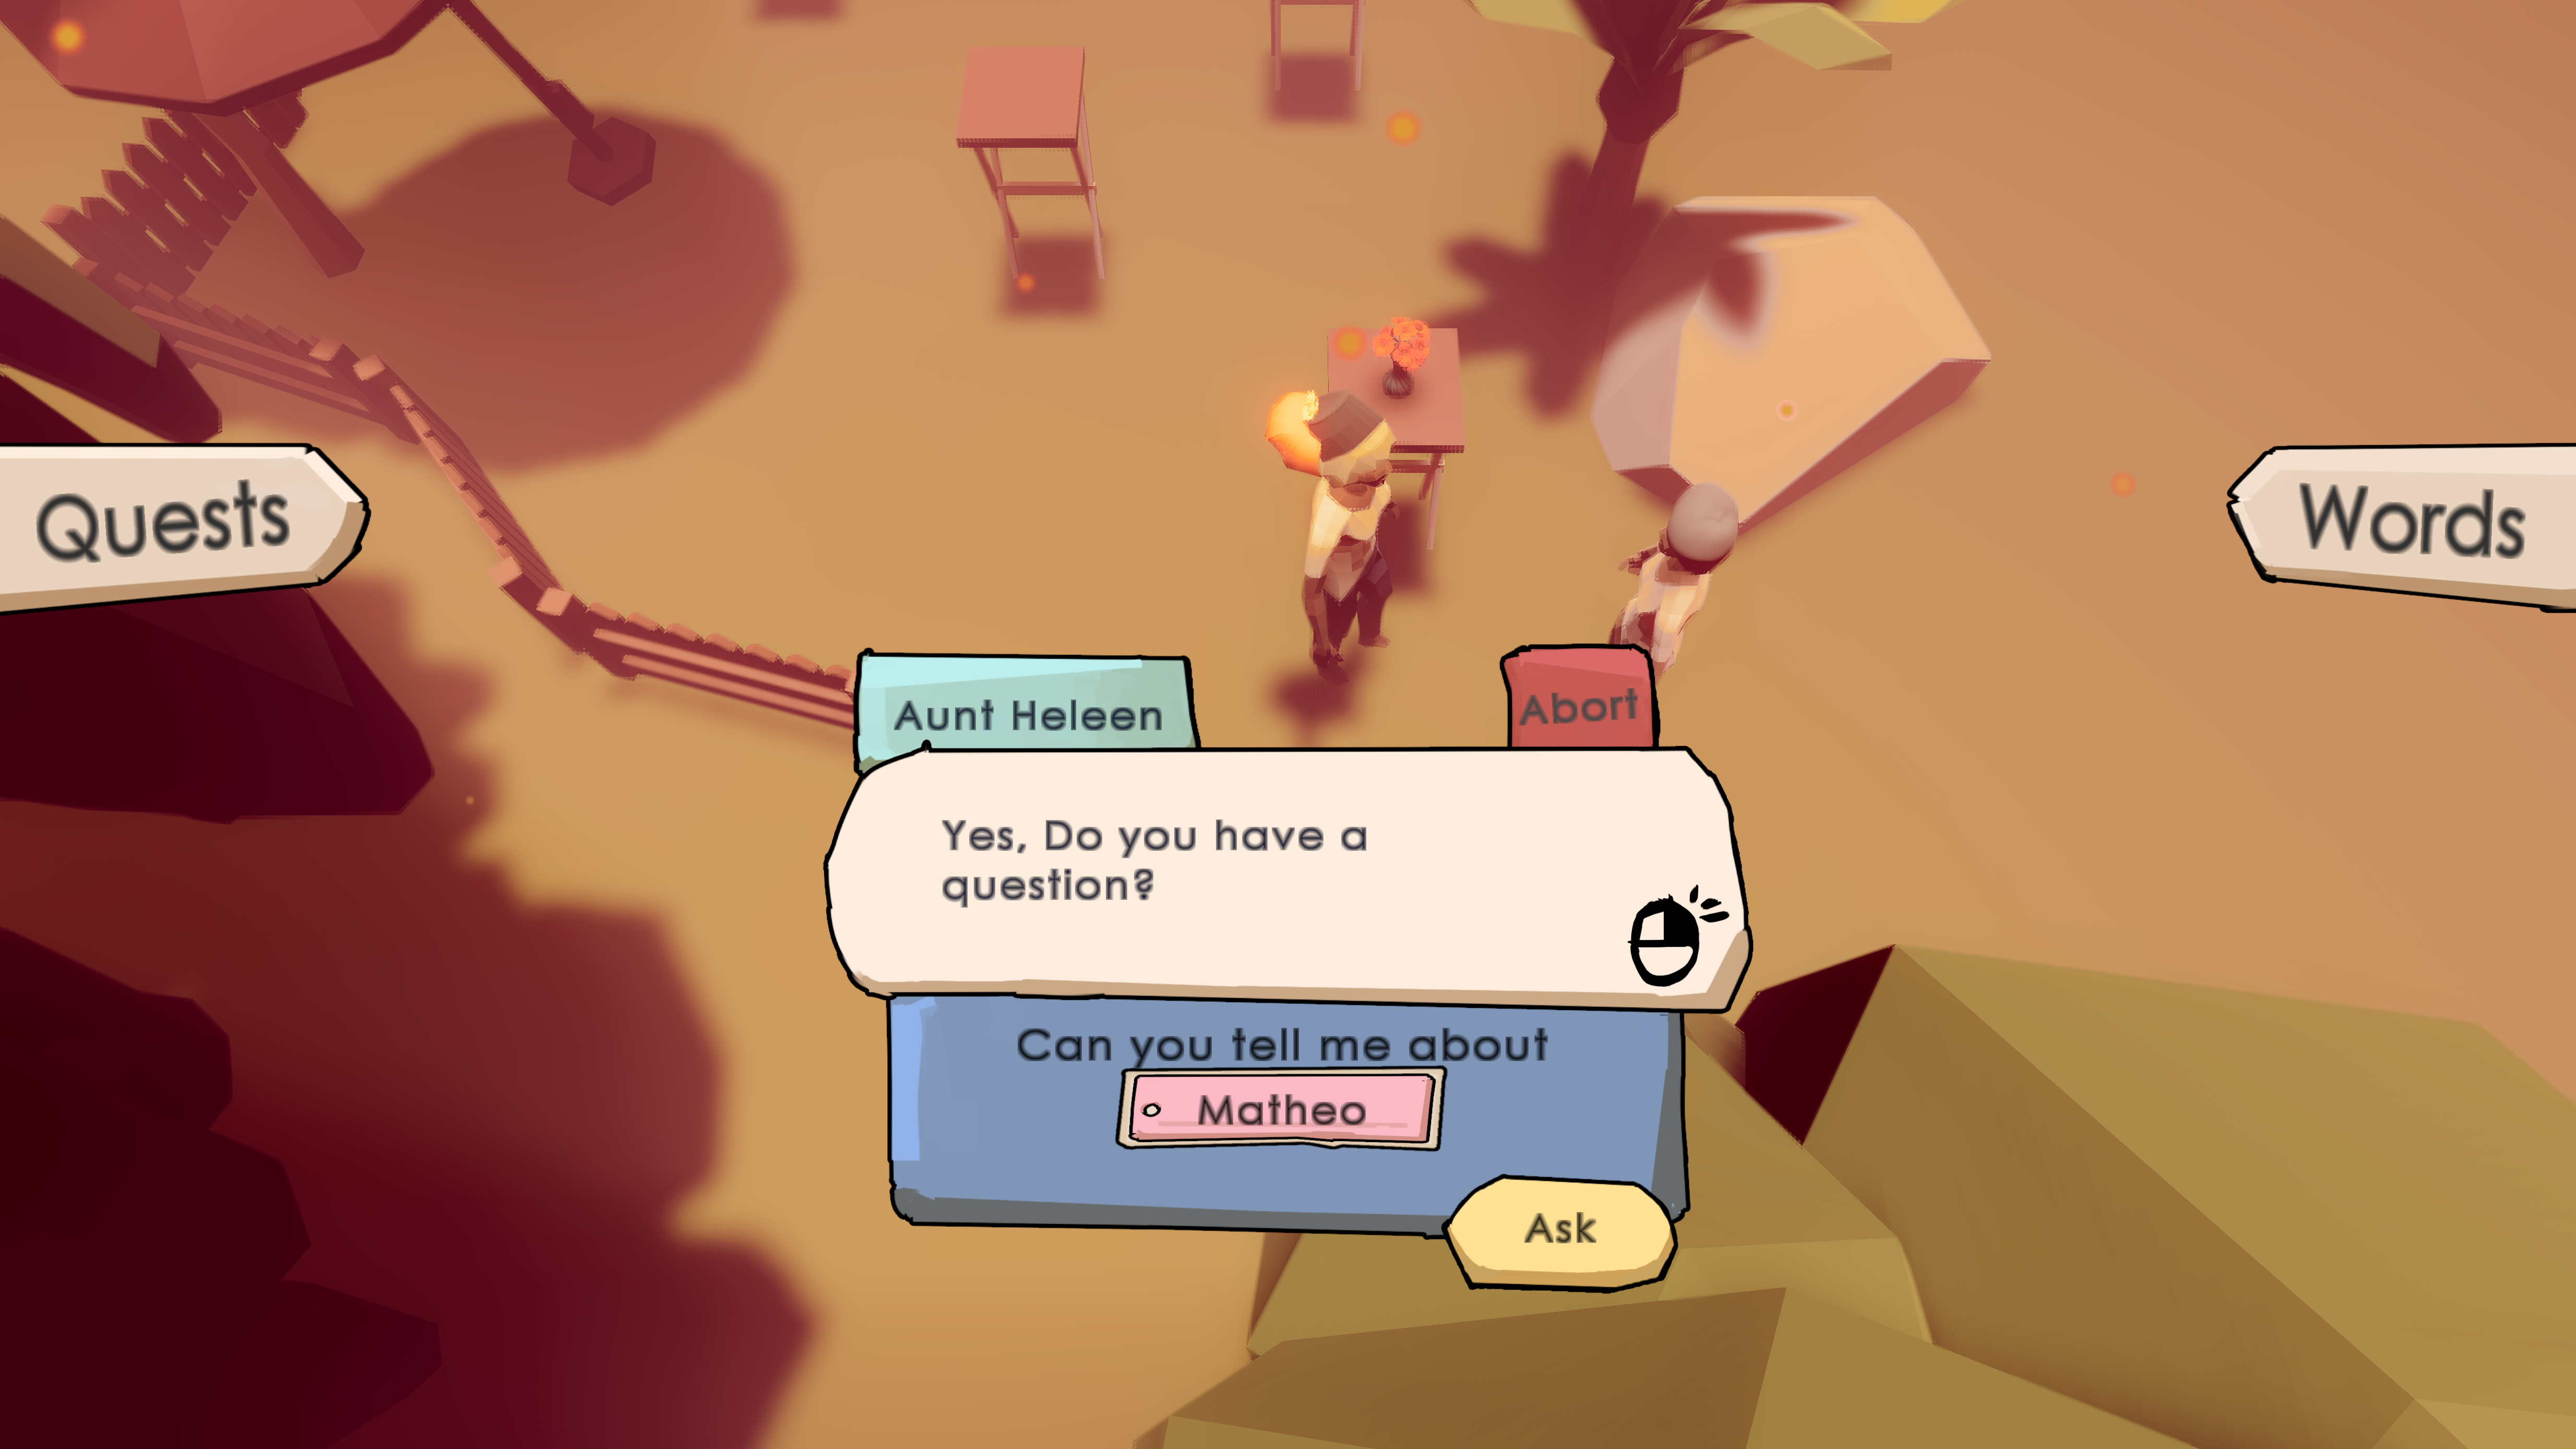 Quests
Words
Aunt Heleen
Abort
Yes, Do you have a
question?
Can you tell me about
Matheo
Ask